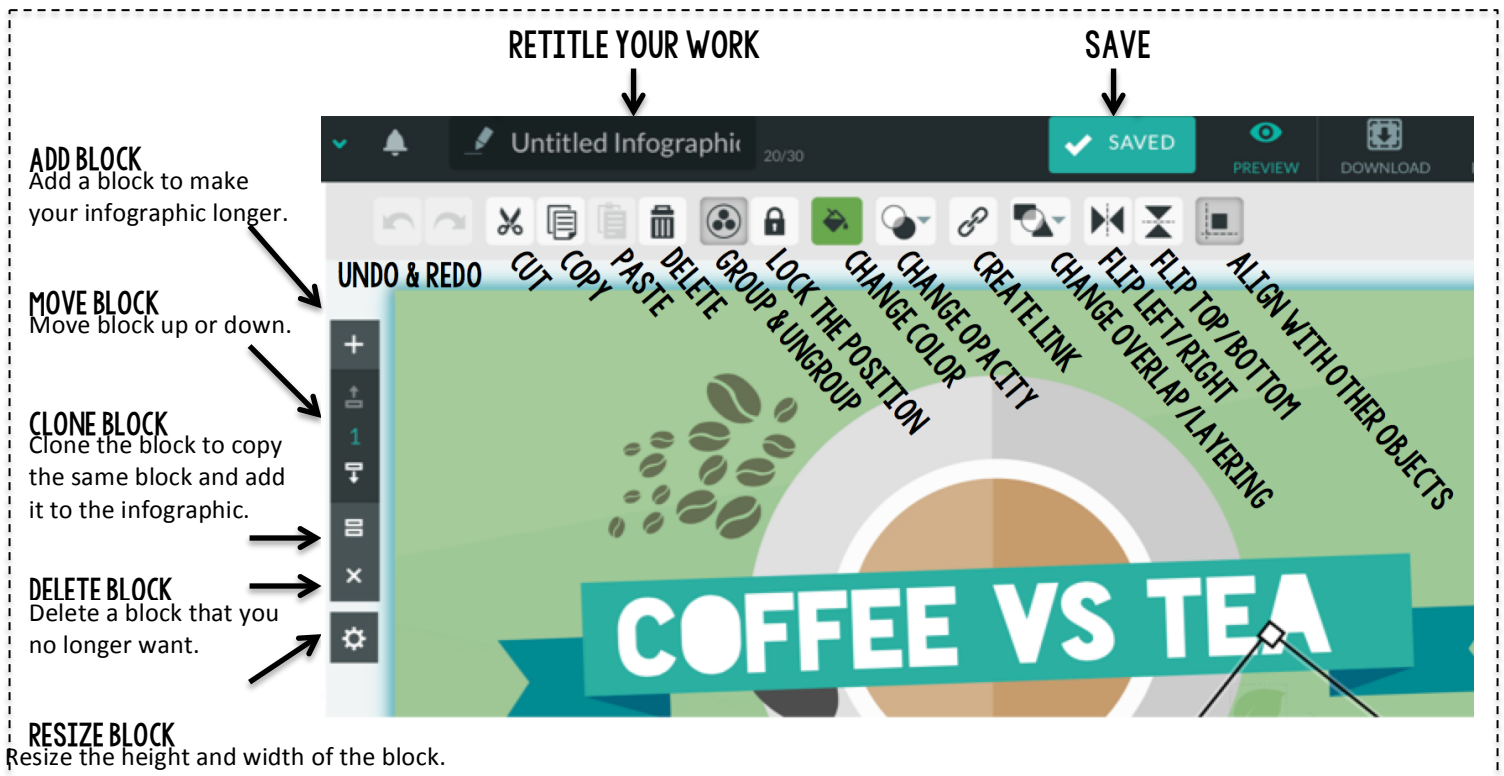 RETITLE YOUR WORK
SAVE
Untitled Infographi
20/30
SAVED
PREVIEW
DOWNLOAD
ADD BLOCK
Add a block to make
your infographic longer.
UNDO & REDO
CUT
COPY
PASTE
DELETE
GROUP & UNGROUP
LOCK THE POSITION
CHANGE COLOR
CHANGE OPACITY
CREATE LINK
CHANGE OVERLAP/LAYERING
FLIP LEFT/RIGHT
FLIP TOP/BOTTOM
ALIGN WITH OTHER OBJECTS
MOVE BLOCK
Move block up or down.
1
CLONE BLOCK
Clone the block to copy
the same block and add
it to the infographic.
DELETE BLOCK
Delete a block that you
no longer want.
COFFEE VS TEA
RESIZE BLOCK
Resize the height and width of the block.